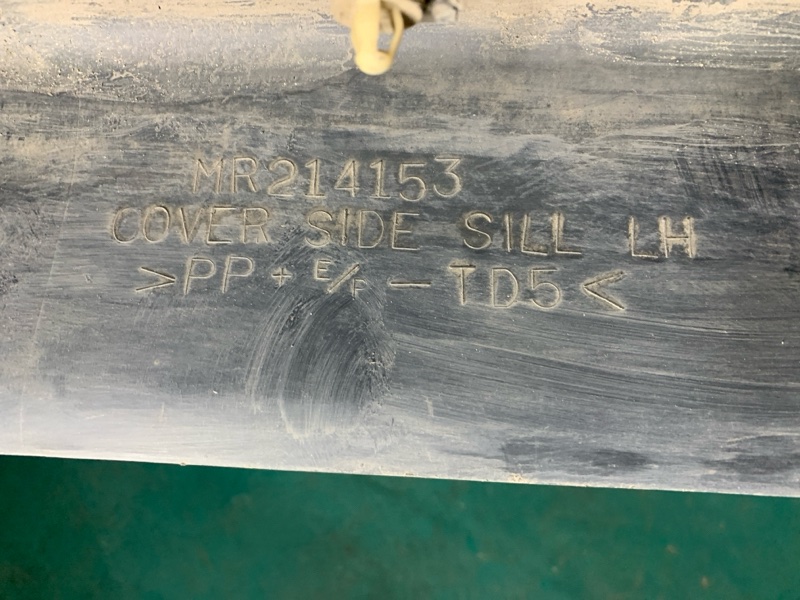 MR214153
COVER SIDE SILL LH
>PP+E/F-TD5<